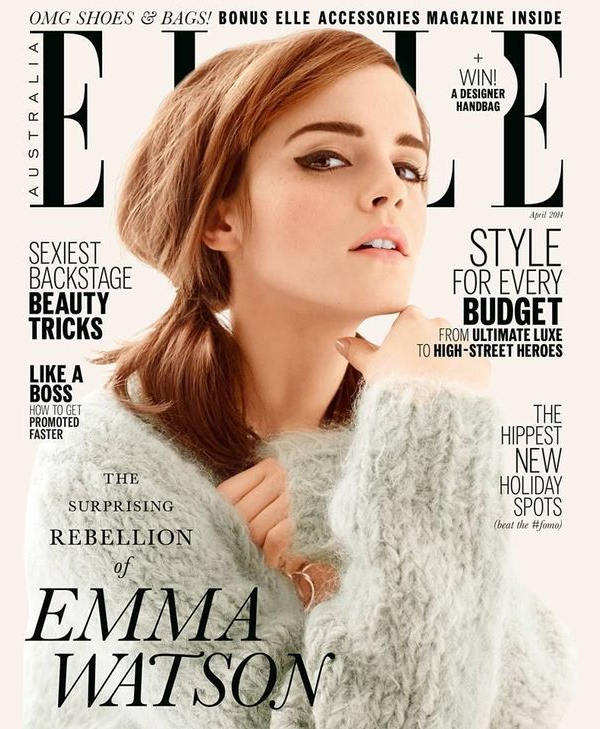 OMG SHOES & BAGS! BONUS ELLE ACCESSORIES MAGAZINE INSIDE
AUSTRALIA
ELLE
+
WIN!
A DESIGNER
HANDBAG
April 2014
SEXIEST
BACKSTAGE
BEAUTY
TRICKS
LIKE A
BOSS
HOW TO GET
PROMOTED
FASTER
STYLE
FOR EVERY
BUDGET
FROM ULTIMATE LUXE
TO HIGH-STREET HEROES
THE
HIPPEST
NEW
HOLIDAY
SPOTS
(beat the #fomo)
THE
SURPRISING
REBELLION
of
EMMA
WATSON